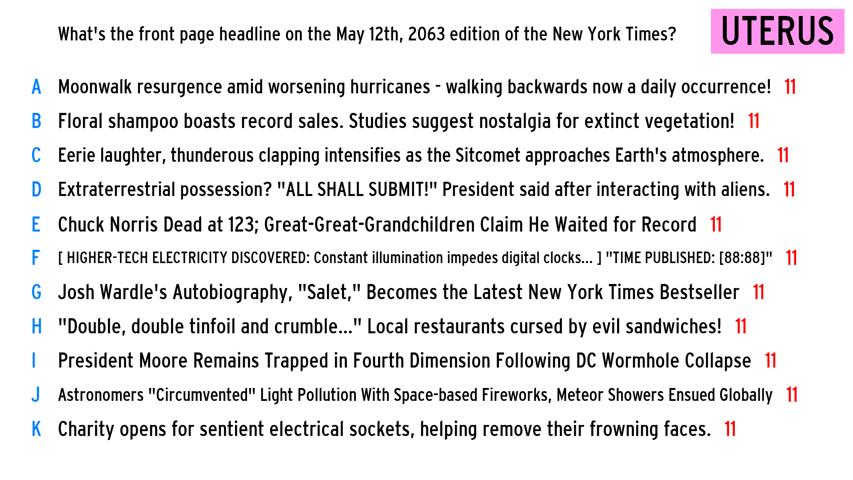 What's the front page headline on the May 12th, 2063 edition of the New York Times?
UTERUS
A Moonwalk resurgence amid worsening hurricanes - walking backwards now a daily occurrence! 11
B Floral shampoo boasts record sales. Studies suggest nostalgia for extinct vegetation! 11
C Eerie laughter, thunderous clapping intensifies as the Sitcomet approaches Earth's atmosphere. 11
D Extraterrestrial possession? "ALL SHALL SUBMIT!" President said after interacting with aliens. 11
E Chuck Norris Dead at 123; Great-Great-Grandchildren Claim He Waited for Record 11
F [ HIGHER-TECH ELECTRICITY DISCOVERED: Constant illumination impedes digital clocks... ] "TIME PUBLISHED: [88:88]" 11
G Josh Wardle's Autobiography, "Salet," Becomes the Latest New York Times Bestseller 11
H "Double, double tinfoil and crumble..." Local restaurants cursed by evil sandwiches! 11
I President Moore Remains Trapped in Fourth Dimension Following DC Wormhole Collapse 11
J Astronomers "Circumvented" Light Pollution With Space-based Fireworks, Meteor Showers Ensued Globally 11
K Charity opens for sentient electrical sockets, helping remove their frowning faces. 11